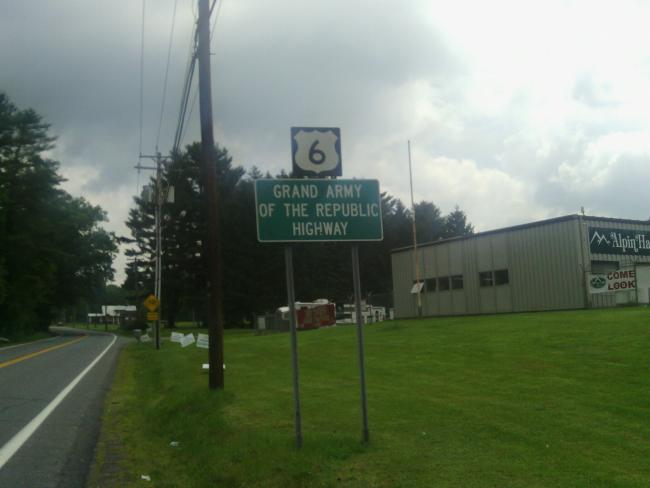 6
GRAND ARMY
OF THE REPUBLIC
HIGHWAY
COME
LOOK